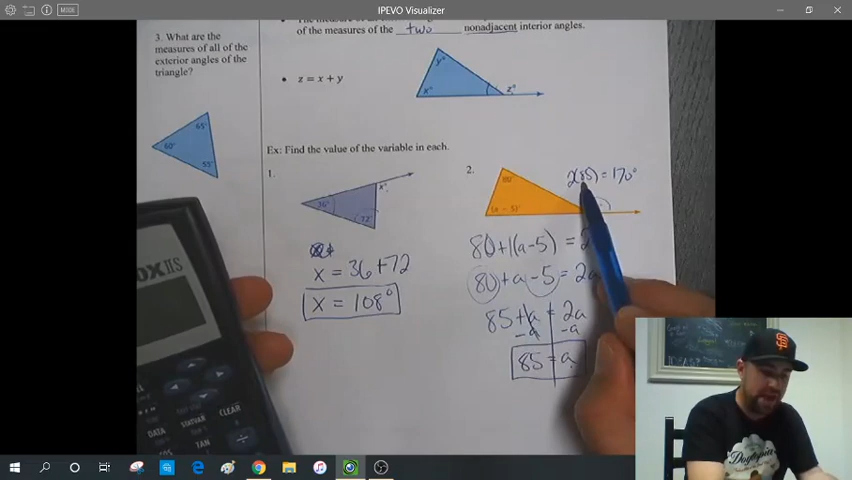 IPEVO Visualizer
MODE
of the measures of the two nonadjacent interior angles.
3. What are the
measures of all of the
exterior angles of the
triangle?
y°
• z = x + y
x°
z°
65°
60°
55°
Ex: Find the value of the variable in each.
1.
x°
36°
72°
x = 36 + 72
x = 108°
2.
2(85) = 170°
80°
(a - 5)°
80 + 1(a - 5) =
80 + a - 5 = 2a
85 + a = 2a
- a - a
85 = a
IIS
DATA
STATVAR
CLEAR
COS
TAN